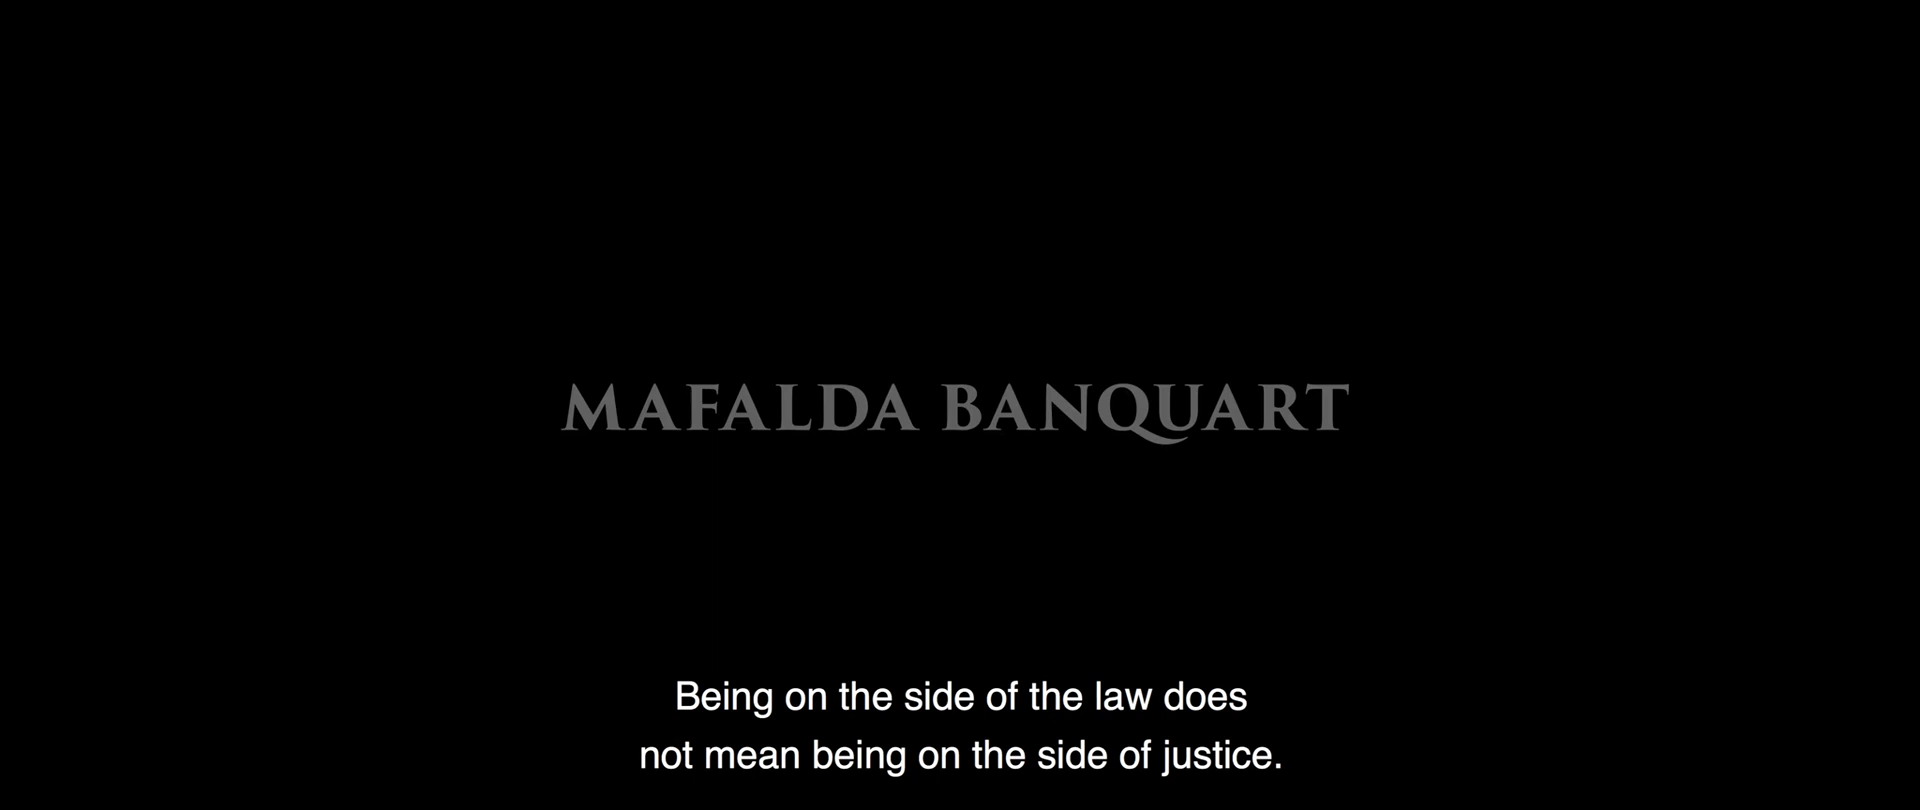 MAFALDA BANQUART
Being on the side of the law does
not mean being on the side of justice.